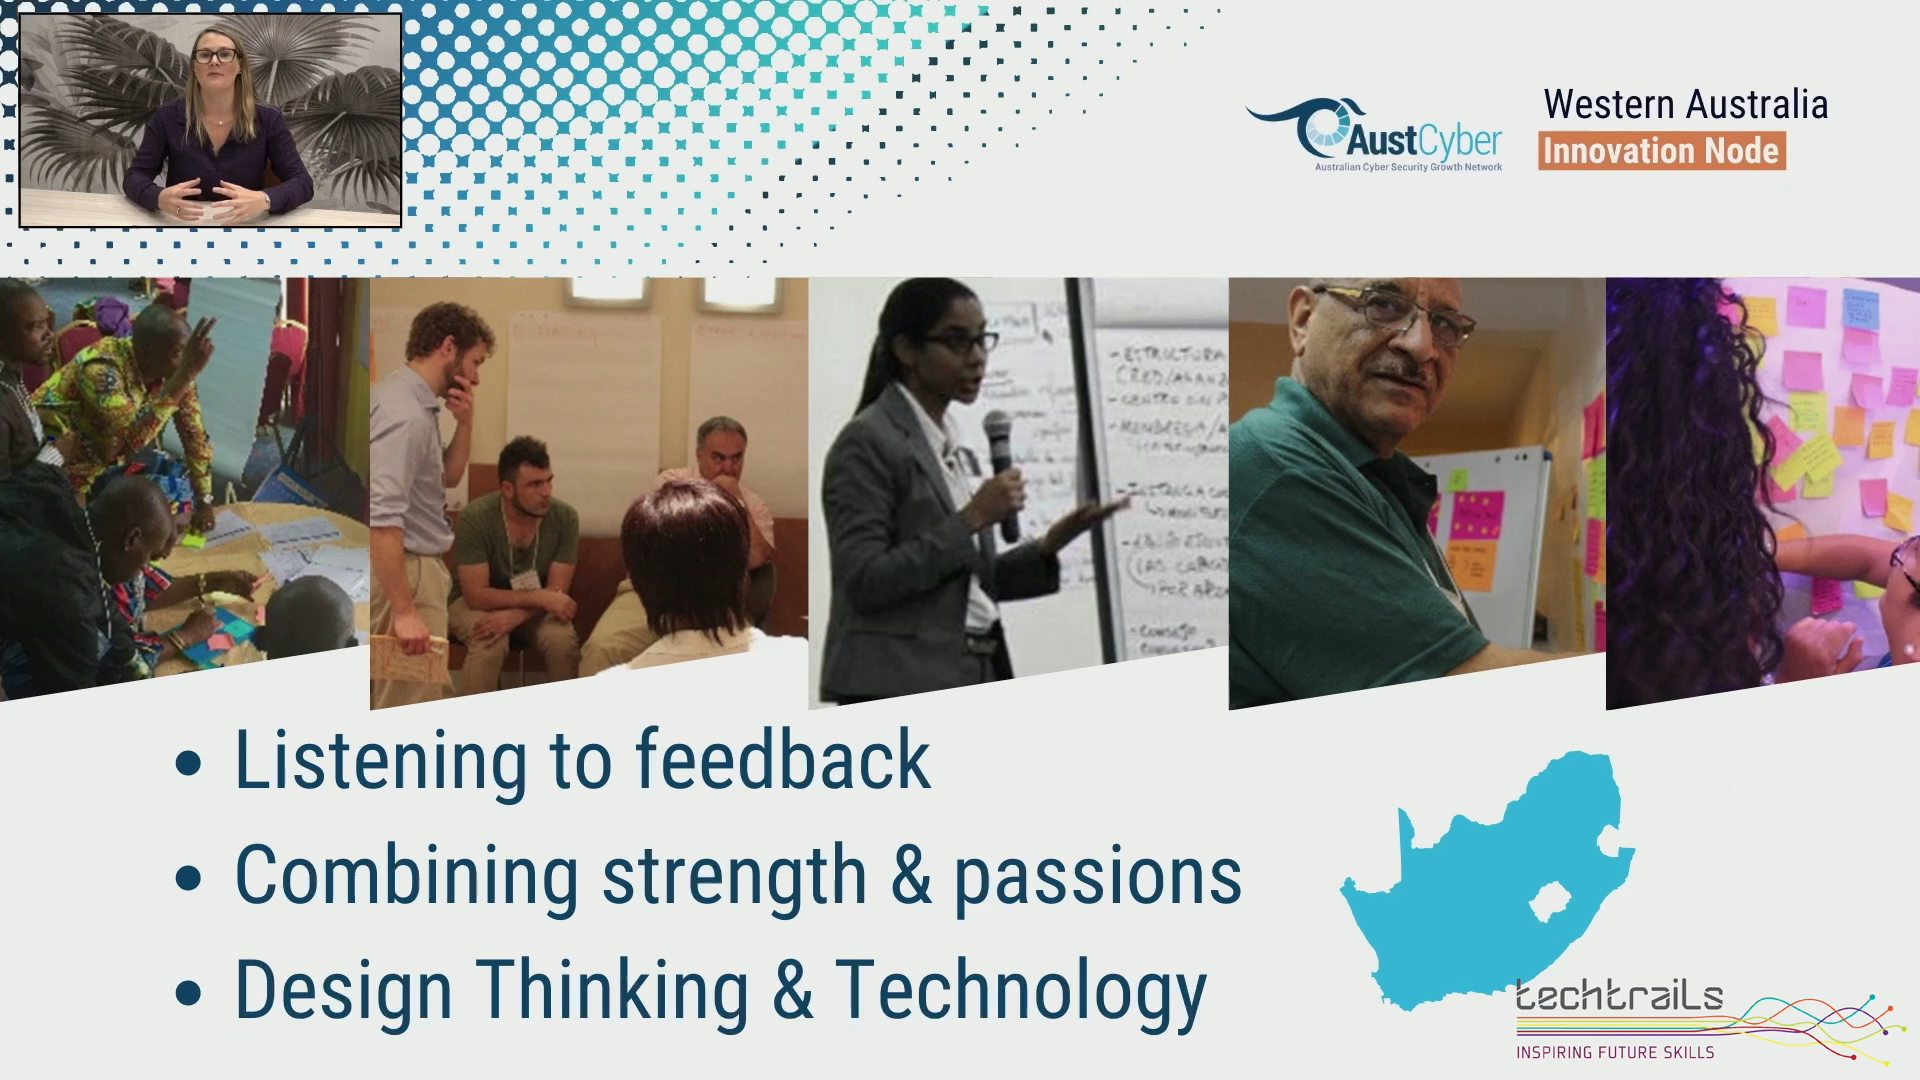 AustCyber
Australian Cyber Security Growth Network
Western Australia
Innovation Node
- ESTRUCTURA
• Listening to feedback
• Combining strength & passions
• Design Thinking & Technology
techtrails
INSPIRING FUTURE SKILLS